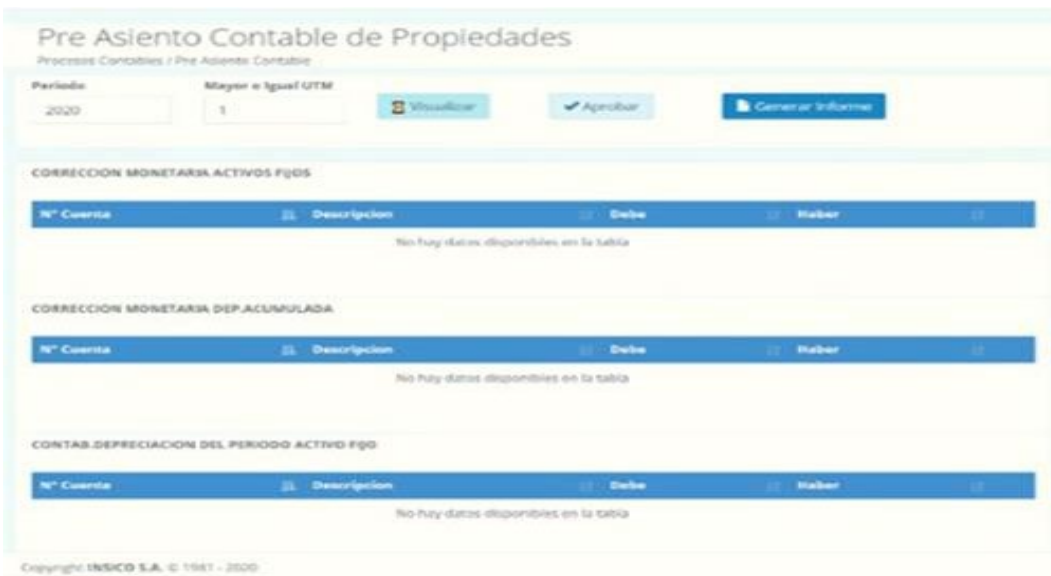 Pre Asiento Contable de Propiedades
Procesos Contables / Pre Asiento Contable
Periodo Mayor o Igual UTM
2020 1 Visualizar Aprobar Generar Informe
CORRECCION MONETARIA ACTIVOS FIJOS
N° Cuenta Descripcion Debe Haber
No hay datos disponibles en la tabla
CORRECCION MONETARIA DEP.ACUMULADA
N° Cuenta Descripcion Debe Haber
No hay datos disponibles en la tabla
CONTAB.DEPRECIACION DEL PERIODO ACTIVO FIJO
N° Cuenta Descripcion Debe Haber
No hay datos disponibles en la tabla
Copyright INSICO S.A. © 1981 - 2020